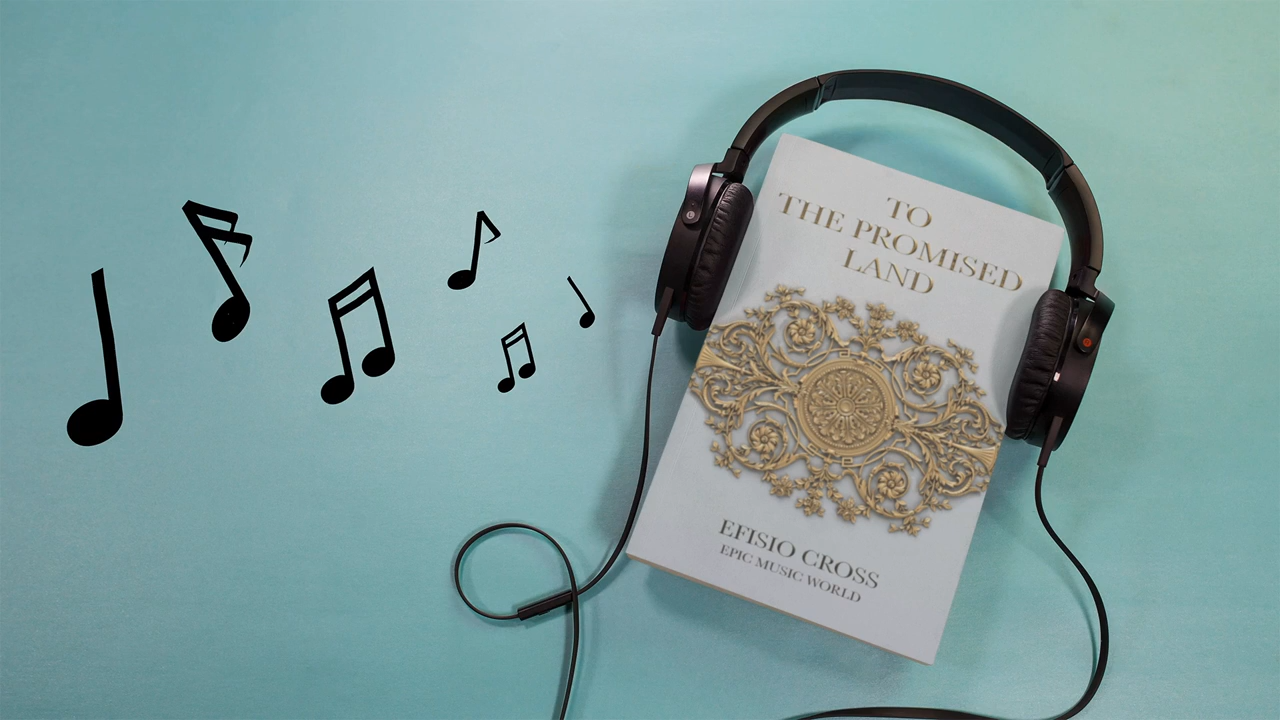 TO
THE PROMISED
LAND
EFISIO CROSS
EPIC MUSIC WORLD